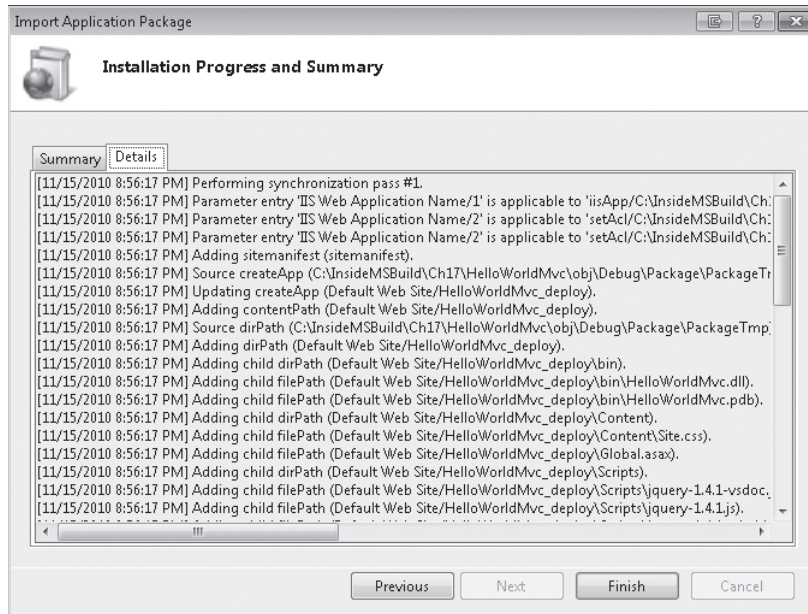 Import Application Package
Installation Progress and Summary
Summary
Details
[11/15/2010 8:56:17 PM] Performing synchronization pass #1.
[11/15/2010 8:56:17 PM] Parameter entry 'IIS Web Application Name/1' is applicable to 'iisApp/C:\InsideMSBuild\Ch
[11/15/2010 8:56:17 PM] Parameter entry 'IIS Web Application Name/2' is applicable to 'setAcl/C:\InsideMSBuild\Ch
[11/15/2010 8:56:17 PM] Parameter entry 'IIS Web Application Name/2' is applicable to 'setAcl/C:\InsideMSBuild\Ch
[11/15/2010 8:56:17 PM] Adding sitemanifest (sitemanifest).
[11/15/2010 8:56:17 PM] Source createApp (C:\InsideMSBuild\Ch17\HelloWorldMvc\obj\Debug\Package\PackageTr
[11/15/2010 8:56:17 PM] Updating createApp (Default Web Site/HelloWorldMvc_deploy).
[11/15/2010 8:56:17 PM] Adding contentPath (Default Web Site/HelloWorldMvc_deploy).
[11/15/2010 8:56:17 PM] Source dirPath (C:\InsideMSBuild\Ch17\HelloWorldMvc\obj\Debug\Package\PackageTmp
[11/15/2010 8:56:17 PM] Adding dirPath (Default Web Site/HelloWorldMvc_deploy).
[11/15/2010 8:56:17 PM] Adding child dirPath (Default Web Site/HelloWorldMvc_deploy\bin).
[11/15/2010 8:56:17 PM] Adding child filePath (Default Web Site/HelloWorldMvc_deploy\bin\HelloWorldMvc.dll).
[11/15/2010 8:56:17 PM] Adding child filePath (Default Web Site/HelloWorldMvc_deploy\bin\HelloWorldMvc.pdb).
[11/15/2010 8:56:17 PM] Adding child dirPath (Default Web Site/HelloWorldMvc_deploy\Content).
[11/15/2010 8:56:17 PM] Adding child filePath (Default Web Site/HelloWorldMvc_deploy\Content\Site.css).
[11/15/2010 8:56:17 PM] Adding child filePath (Default Web Site/HelloWorldMvc_deploy\Global.asax).
[11/15/2010 8:56:17 PM] Adding child dirPath (Default Web Site/HelloWorldMvc_deploy\Scripts).
[11/15/2010 8:56:17 PM] Adding child filePath (Default Web Site/HelloWorldMvc_deploy\Scripts\jquery-1.4.1-vsdoc.
[11/15/2010 8:56:17 PM] Adding child filePath (Default Web Site/HelloWorldMvc_deploy\Scripts\jquery-1.4.1.js).
Previous
Next
Finish
Cancel